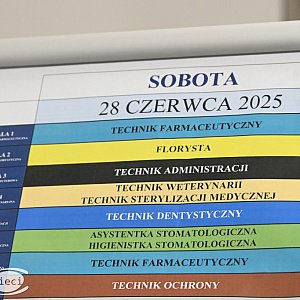 SOBOTA
28 CZERWCA 2025
TECHNIK FARMACEUTYCZNY
FLORYSTA
TECHNIK ADMINISTRACJI
TECHNIK WETERYNARII
TECHNIK STERYLIZACJI MEDYCZNEJ
TECHNIK DENTYSTYCZNY
ASYSTENTKA STOMATOLOGICZNA
HIGIENISTKA STOMATOLOGICZNA
TECHNIK FARMACEUTYCZNY
TECHNIK OCHRONY